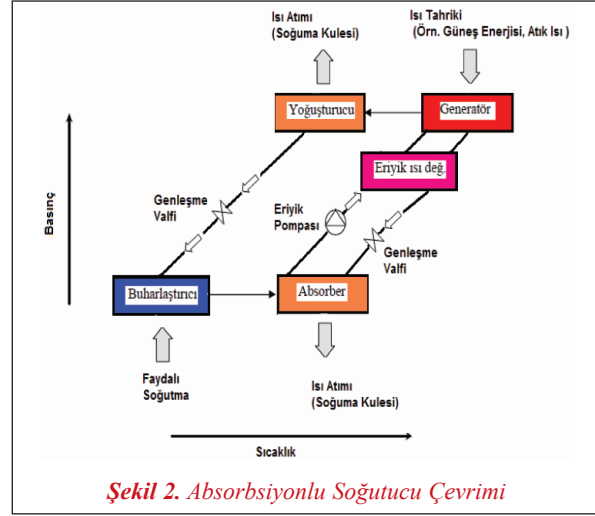 Isı Atımı
(Soğuma Kulesi)
Isı Tahriki
(Örn. Güneş Enerjisi, Atık Isı )
Yoğuşturucu
Generatör
Eriyik ısı değ.
Basınç
Genleşme
Valfi
Eriyik
Pompası
Genleşme
Valfi
Buharlaştırıcı
Absorber
Faydalı
Soğutma
Isı Atımı
(Soğuma Kulesi)
Sıcaklık
Şekil 2. Absorbsiyonlu Soğutucu Çevrimi